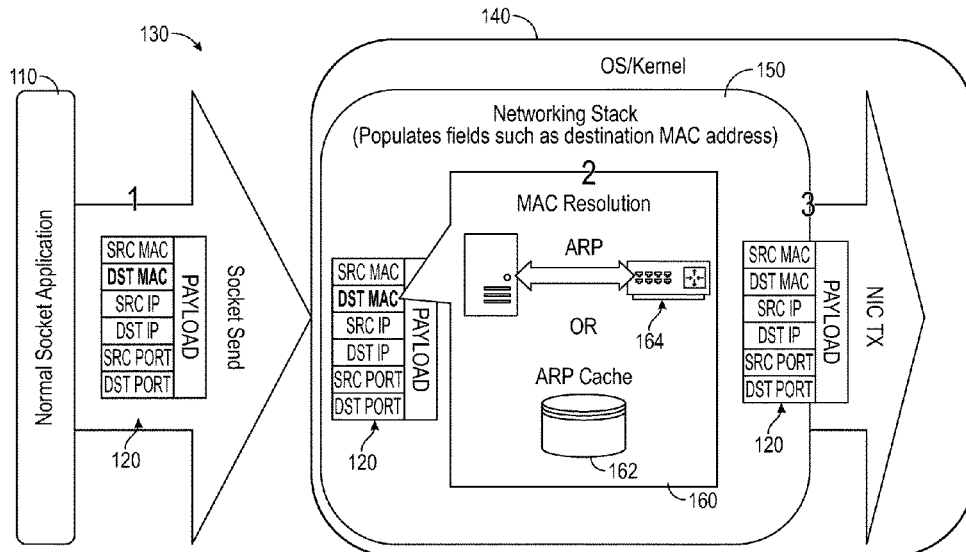 130
140
110
OS/Kernel
150
Networking Stack
(Populates fields such as destination MAC address)
Normal Socket Application
1
SRC MAC
DST MAC
SRC IP
DST IP
SRC PORT
DST PORT
PAYLOAD
120
Socket Send
SRC MAC
DST MAC
SRC IP
DST IP
SRC PORT
DST PORT
PAYLOAD
120
2
MAC Resolution
ARP
164
OR
ARP Cache
162
160
3
SRC MAC
DST MAC
SRC IP
DST IP
SRC PORT
DST PORT
PAYLOAD
120
NIC TX